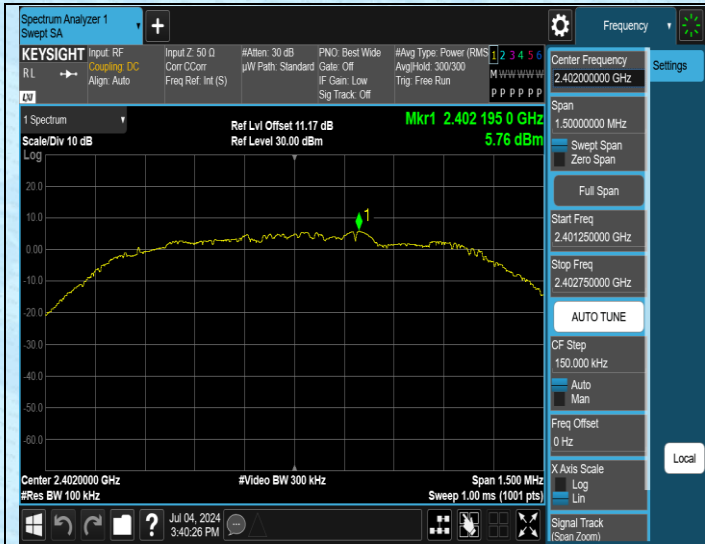 Spectrum Analyzer 1
Swept SA
+
Frequency
KEYSIGHT
RL
LXI
Input: RF
Coupling: DC
Align: Auto
Input Z: 50 Ω
Corr CCorr
Freq Ref: Int (S)
#Atten: 30 dB
µW Path: Standard
PNO: Best Wide
Gate: Off
IF Gain: Low
Sig Track: Off
#Avg Type: Power (RMS
Avg|Hold: 300/300
Trig: Free Run
1 2 3 4 5 6
M W W W W W
P P P P P P
1 Spectrum
Scale/Div 10 dB
Ref Lvl Offset 11.17 dB
Ref Level 30.00 dBm
Mkr1 2.402 195 0 GHz
5.76 dBm
Log
20.0
10.0
0.00
-10.0
-20.0
-30.0
-40.0
-50.0
-60.0
1
Center 2.4020000 GHz
#Res BW 100 kHz
#Video BW 300 kHz
Span 1.500 MHz
Sweep 1.00 ms (1001 pts)
Jul 04, 2024
3:40:26 PM
?
Center Frequency
2.402000000 GHz
Settings
Span
1.50000000 MHz
Swept Span
Zero Span
Full Span
Start Freq
2.401250000 GHz
Stop Freq
2.402750000 GHz
AUTO TUNE
CF Step
150.000 kHz
Auto
Man
Freq Offset
0 Hz
Local
X Axis Scale
Log
Lin
Signal Track
(Span Zoom)